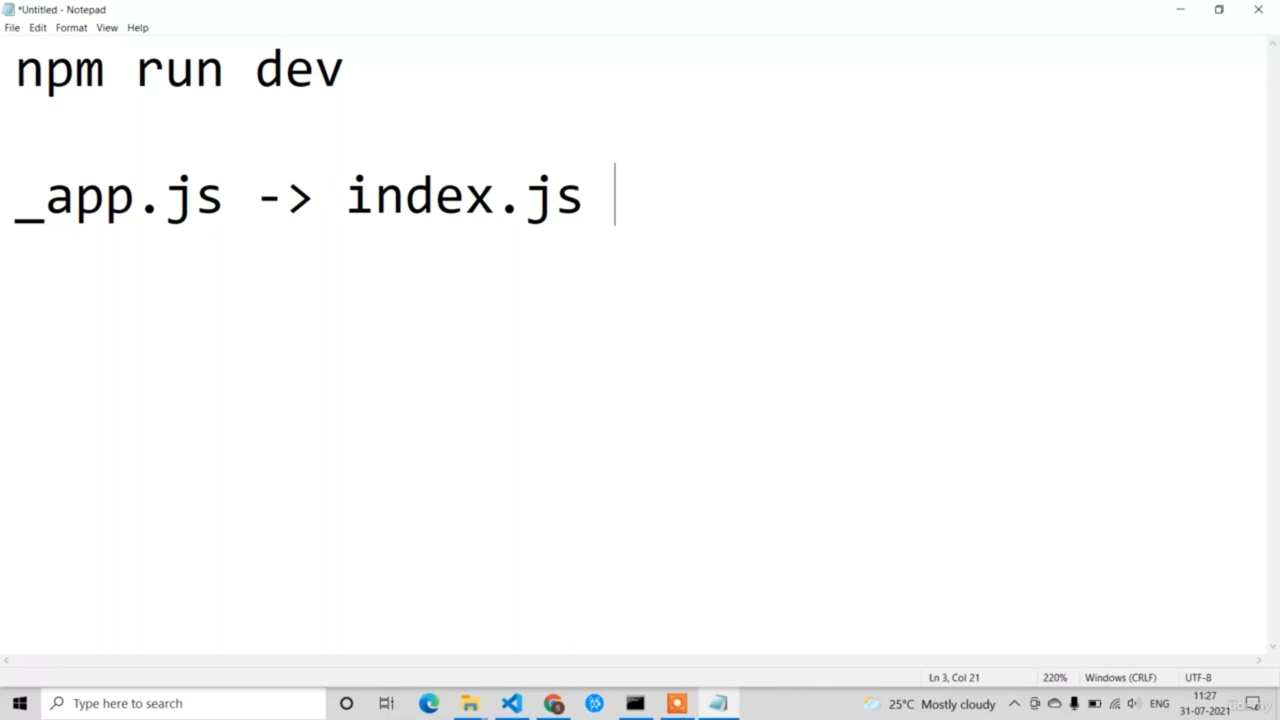 *Untitled - Notepad
File Edit Format View Help
npm run dev
_app.js -> index.js
Ln 3, Col 21 220% Windows (CRLF) UTF-8
Type here to search
25°C Mostly cloudy ENG
11:27
31-07-2021
Udemy